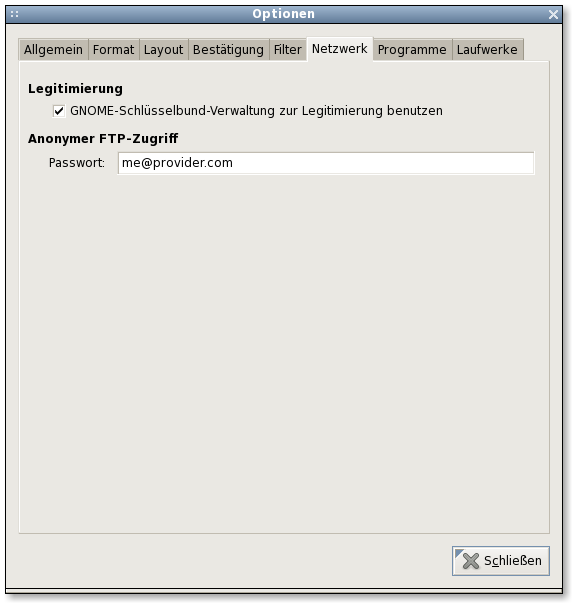 Optionen
Allgemein Format Layout Bestätigung Filter Netzwerk Programme Laufwerke
Legitimierung
GNOME-Schlüsselbund-Verwaltung zur Legitimierung benutzen
Anonymer FTP-Zugriff
Passwort: me@provider.com
Schließen